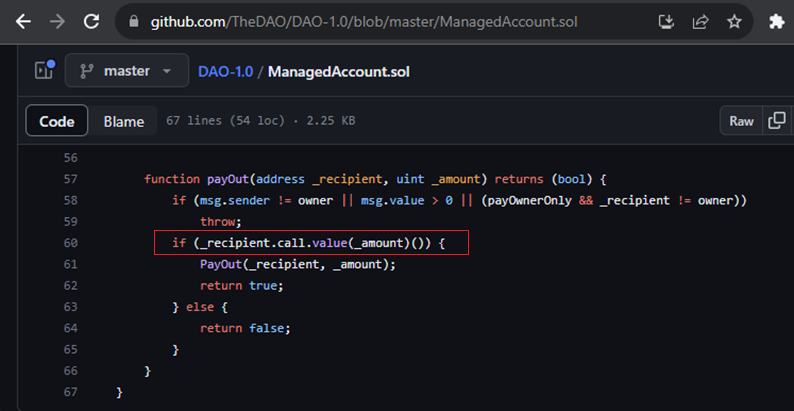 github.com/TheDAO/DAO-1.0/blob/master/ManagedAccount.sol
master DAO-1.0 / ManagedAccount.sol
Code Blame 67 lines (54 loc) · 2.25 KB Raw
56
57 function payOut(address _recipient, uint _amount) returns (bool) {
58 if (msg.sender != owner || msg.value > 0 || (payOwnerOnly && _recipient != owner))
59 throw;
60 if (_recipient.call.value(_amount)()) {
61 PayOut(_recipient, _amount);
62 return true;
63 } else {
64 return false;
65 }
66 }
67 }